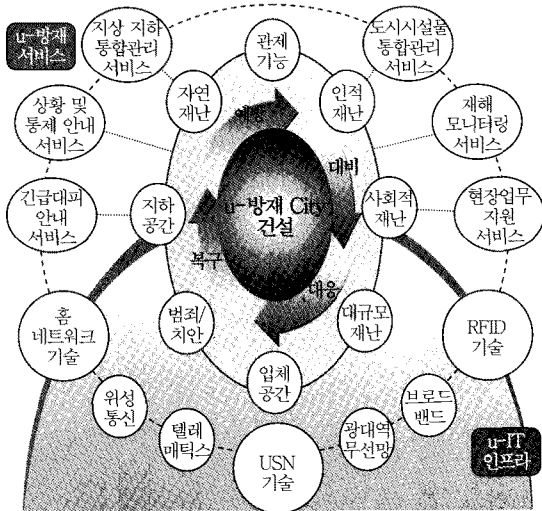 u-방재
서비스
지상 지하
통합관리
서비스
관제
기능
도시시설물
통합관리
서비스
자연
재난
예방
인적
재난
상황 및
통제 안내
서비스
재해
모니터링
서비스
대비
긴급대피
안내
서비스
지하
공간
u-방재 City
건설
사회적
재난
현장업무
지원
서비스
복구
대응
홈
네트워크
기술
범죄/
치안
대규모
재난
RFID
기술
입체
공간
위성
통신
브로드
밴드
텔레
매틱스
광대역
무선망
USN
기술
u-IT
인프라